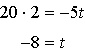 20 · 2 = −5t
−8 = t